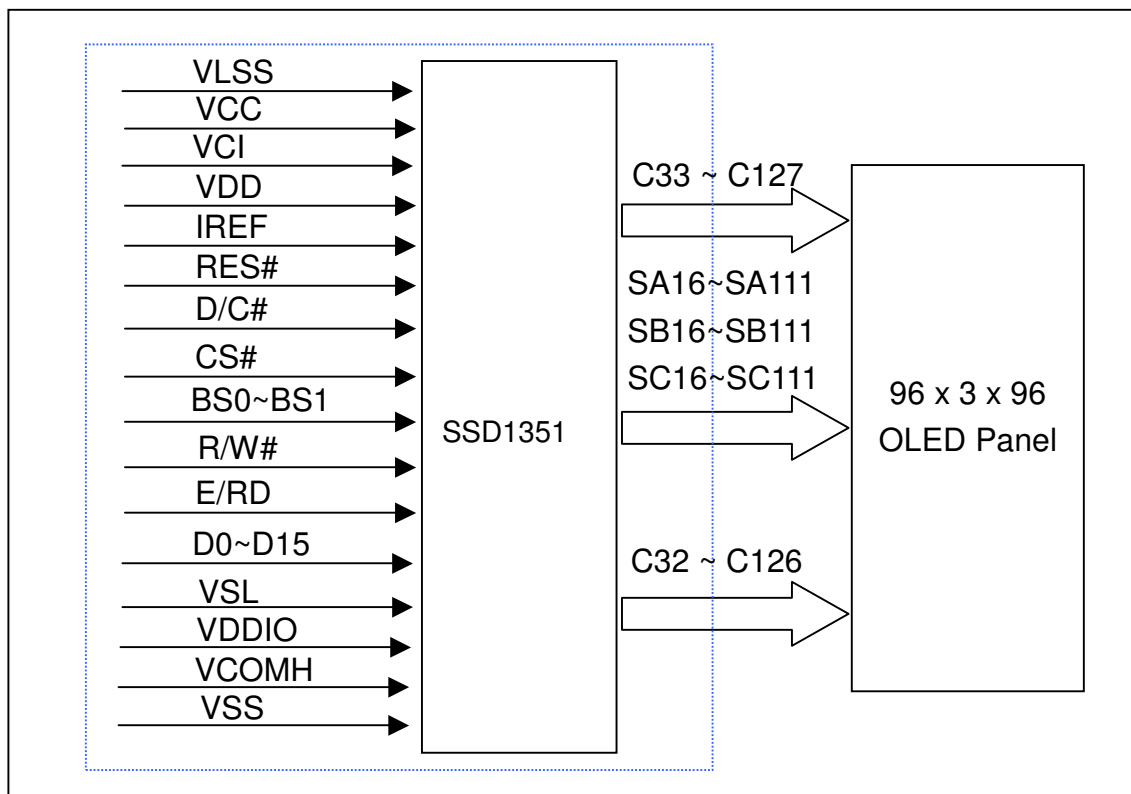 VLSS
VCC
VCI
VDD
IREF
RES#
D/C#
CS#
BS0~BS1
R/W#
E/RD
D0~D15
VSL
VDDIO
VCOMH
VSS
SSD1351
C33 ~ C127
SA16~SA111
SB16~SB111
SC16~SC111
C32 ~ C126
96 x 3 x 96
OLED Panel